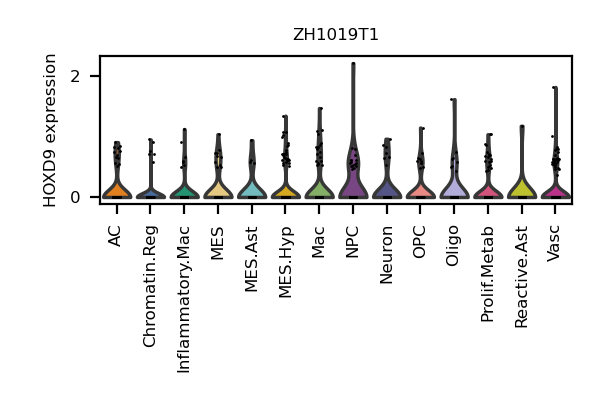 ZH1019T1
HOXD9 expression
2
0
AC
Chromatin.Reg
Inflammatory.Mac
MES
MES.Ast
MES.Hyp
Mac
NPC
Neuron
OPC
Oligo
Prolif.Metab
Reactive.Ast
Vasc